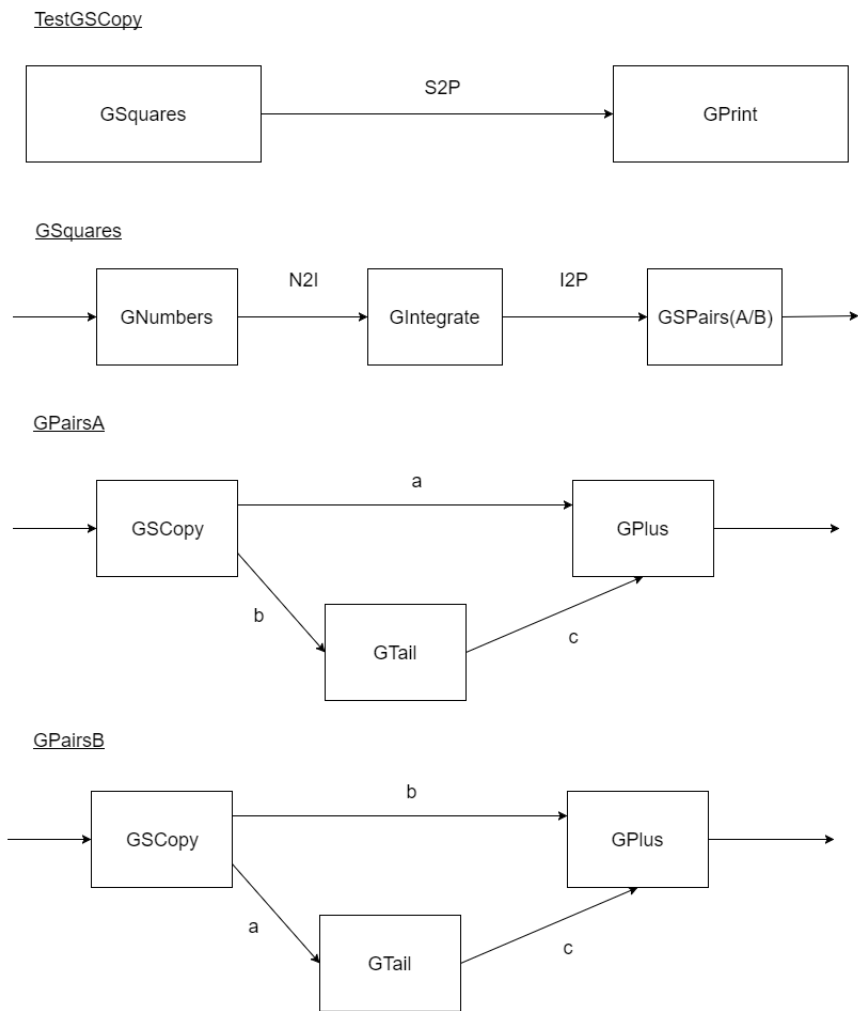 TestGSCopy
S2P
GSquares
GPrint
GSquares
N2I
I2P
GNumbers
GIntegrate
GSPairs(A/B)
GPairsA
a
GSCopy
GPlus
b
c
GTail
GPairsB
b
GSCopy
GPlus
a
c
GTail